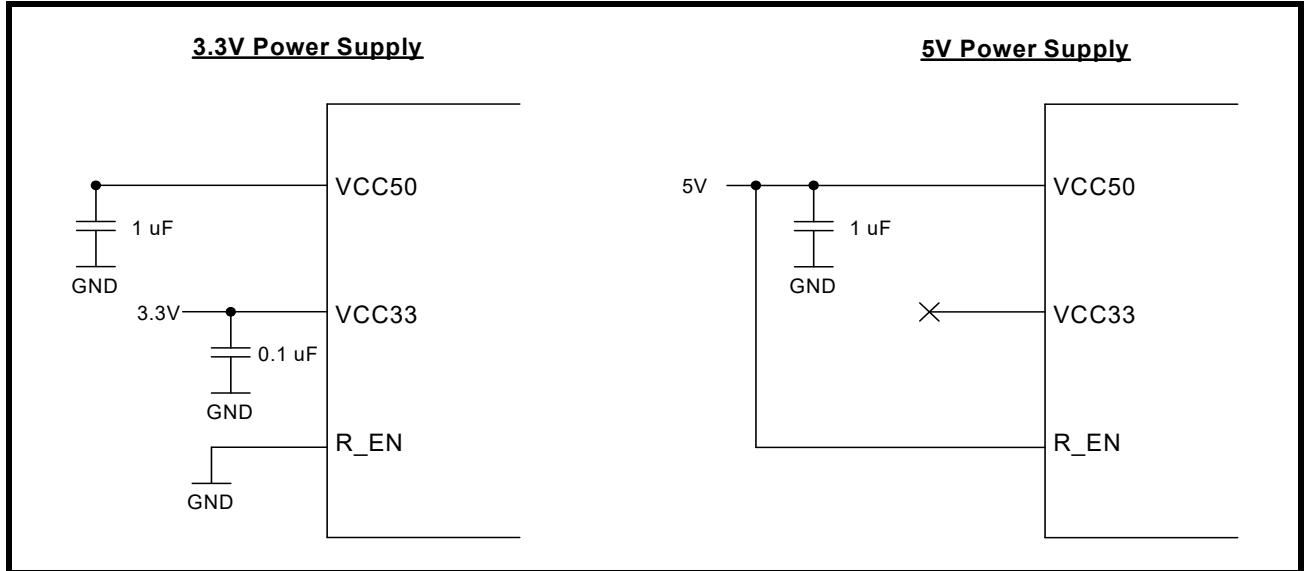 3.3V Power Supply
VCC50
1 uF
GND
3.3V
VCC33
0.1 uF
GND
R_EN
GND
5V Power Supply
5V
VCC50
1 uF
GND
VCC33
R_EN